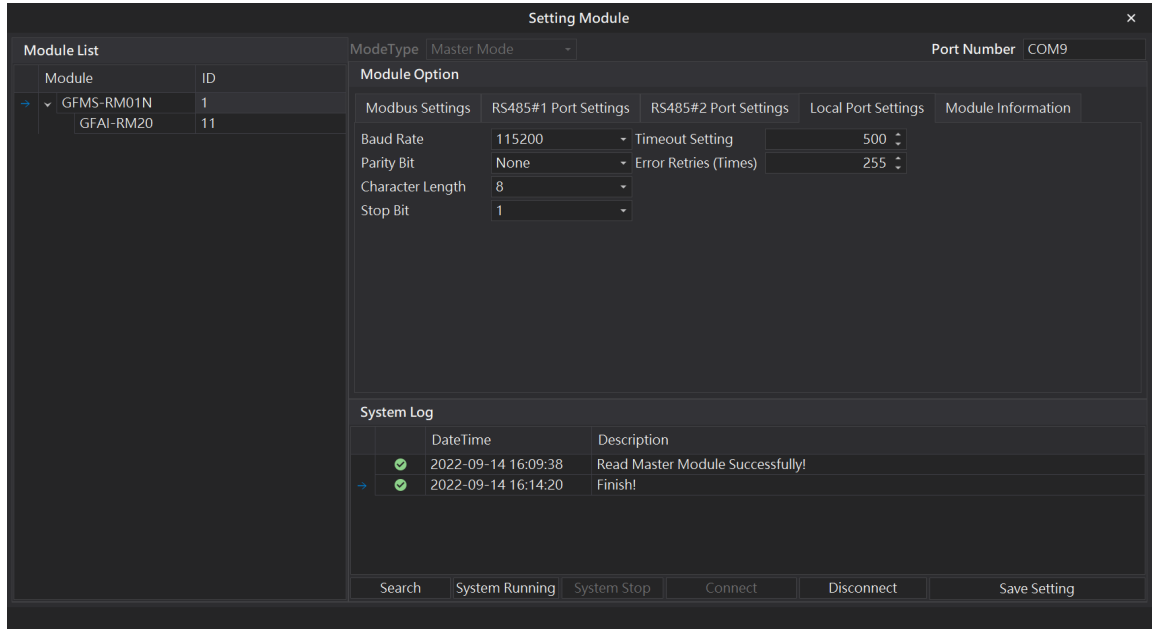 Setting Module
Module List
Module ID
GFMS-RM01N 1
GFAI-RM20 11
ModeType Master Mode Port Number COM9
Module Option
Modbus Settings RS485#1 Port Settings RS485#2 Port Settings Local Port Settings Module Information
Baud Rate 115200 Timeout Setting 500
Parity Bit None Error Retries (Times) 255
Character Length 8
Stop Bit 1
System Log
DateTime Description
2022-09-14 16:09:38 Read Master Module Successfully!
2022-09-14 16:14:20 Finish!
Search System Running System Stop Connect Disconnect Save Setting